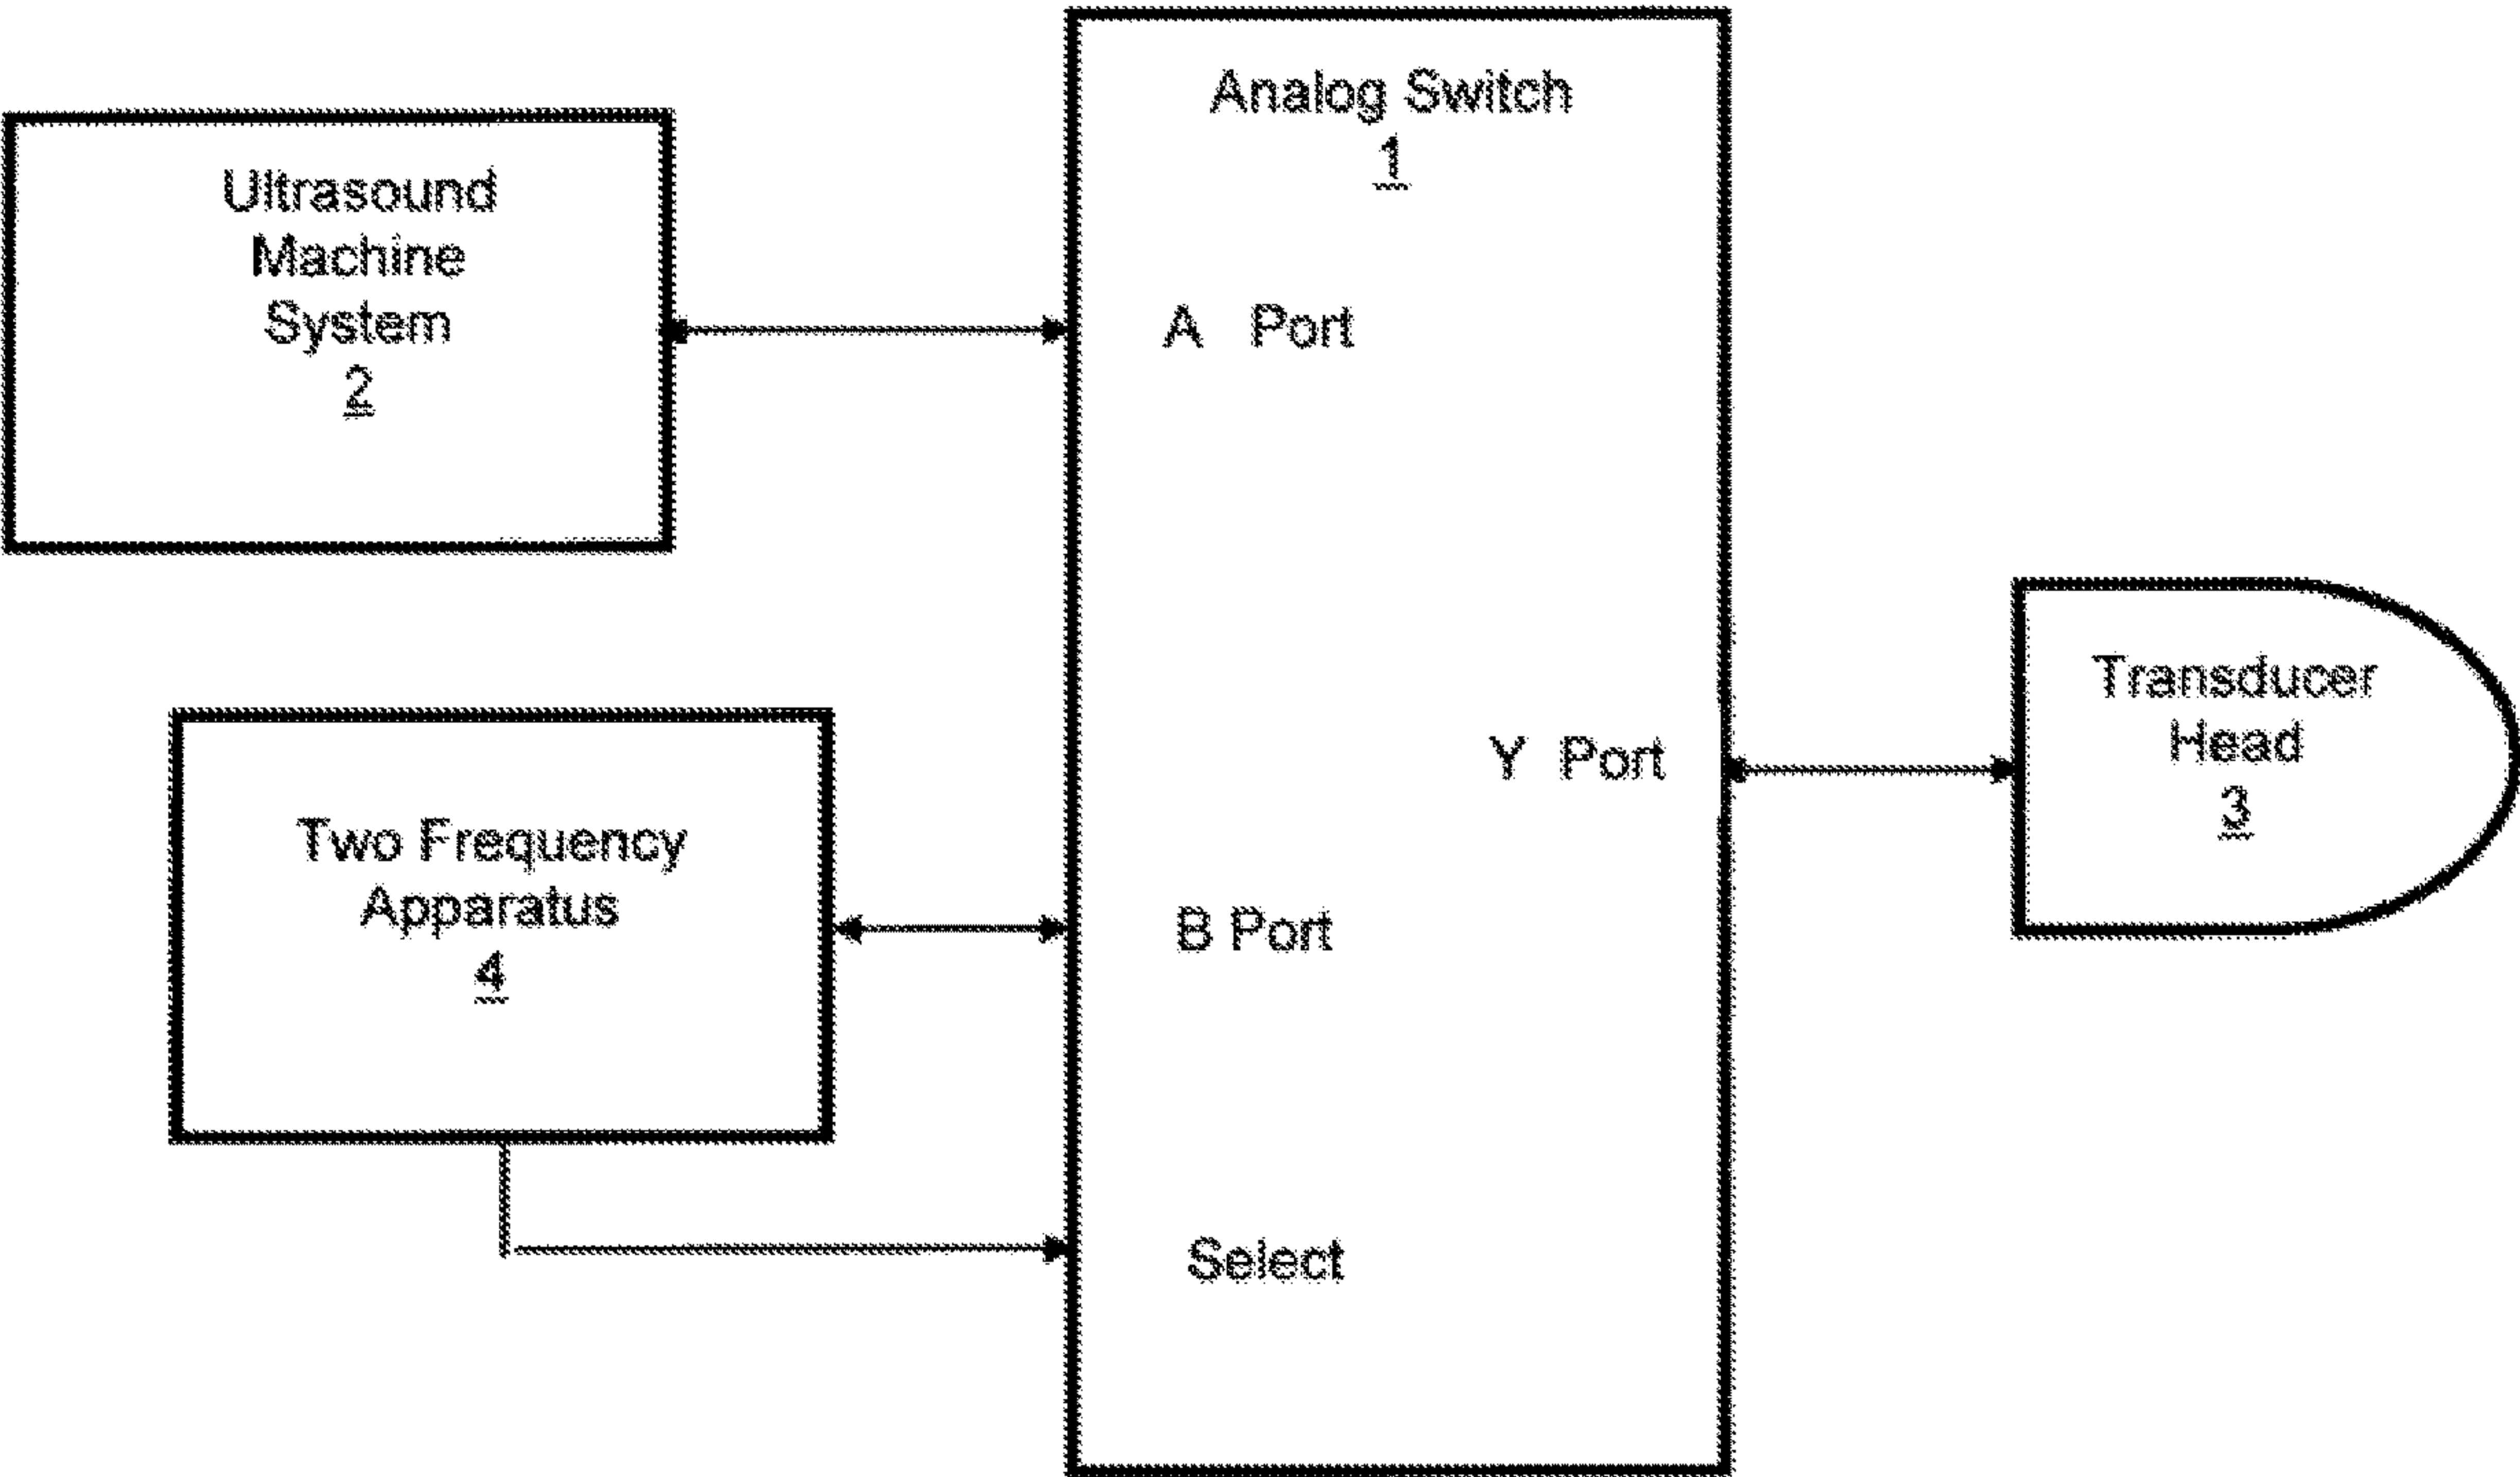 Analog Switch
1
Ultrasound
Machine
System
2
A Port
Transducer
Head
3
Y Port
Two Frequency
Apparatus
4
B Port
Select